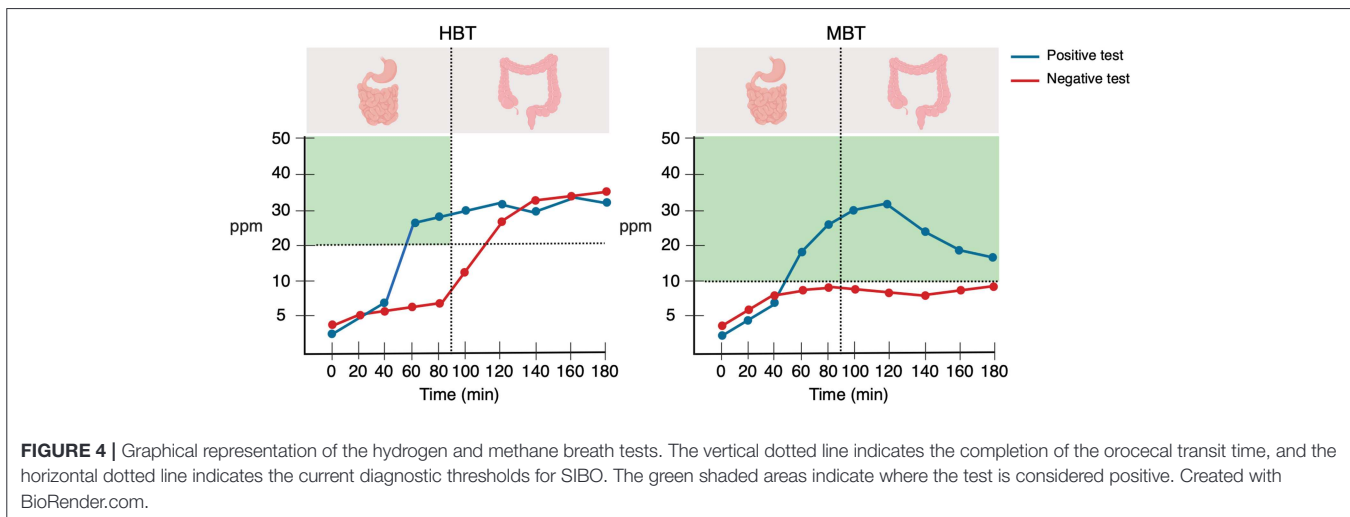 HBT
MBT
Positive test
Negative test
50
40
30
20
10
5
ppm
0 20 40 60 80 100 120 140 160 180
Time (min)
50
40
30
20
10
5
ppm
0 20 40 60 80 100 120 140 160 180
Time (min)
FIGURE 4 | Graphical representation of the hydrogen and methane breath tests. The vertical dotted line indicates the completion of the orocecal transit time, and the
horizontal dotted line indicates the current diagnostic thresholds for SIBO. The green shaded areas indicate where the test is considered positive. Created with
BioRender.com.